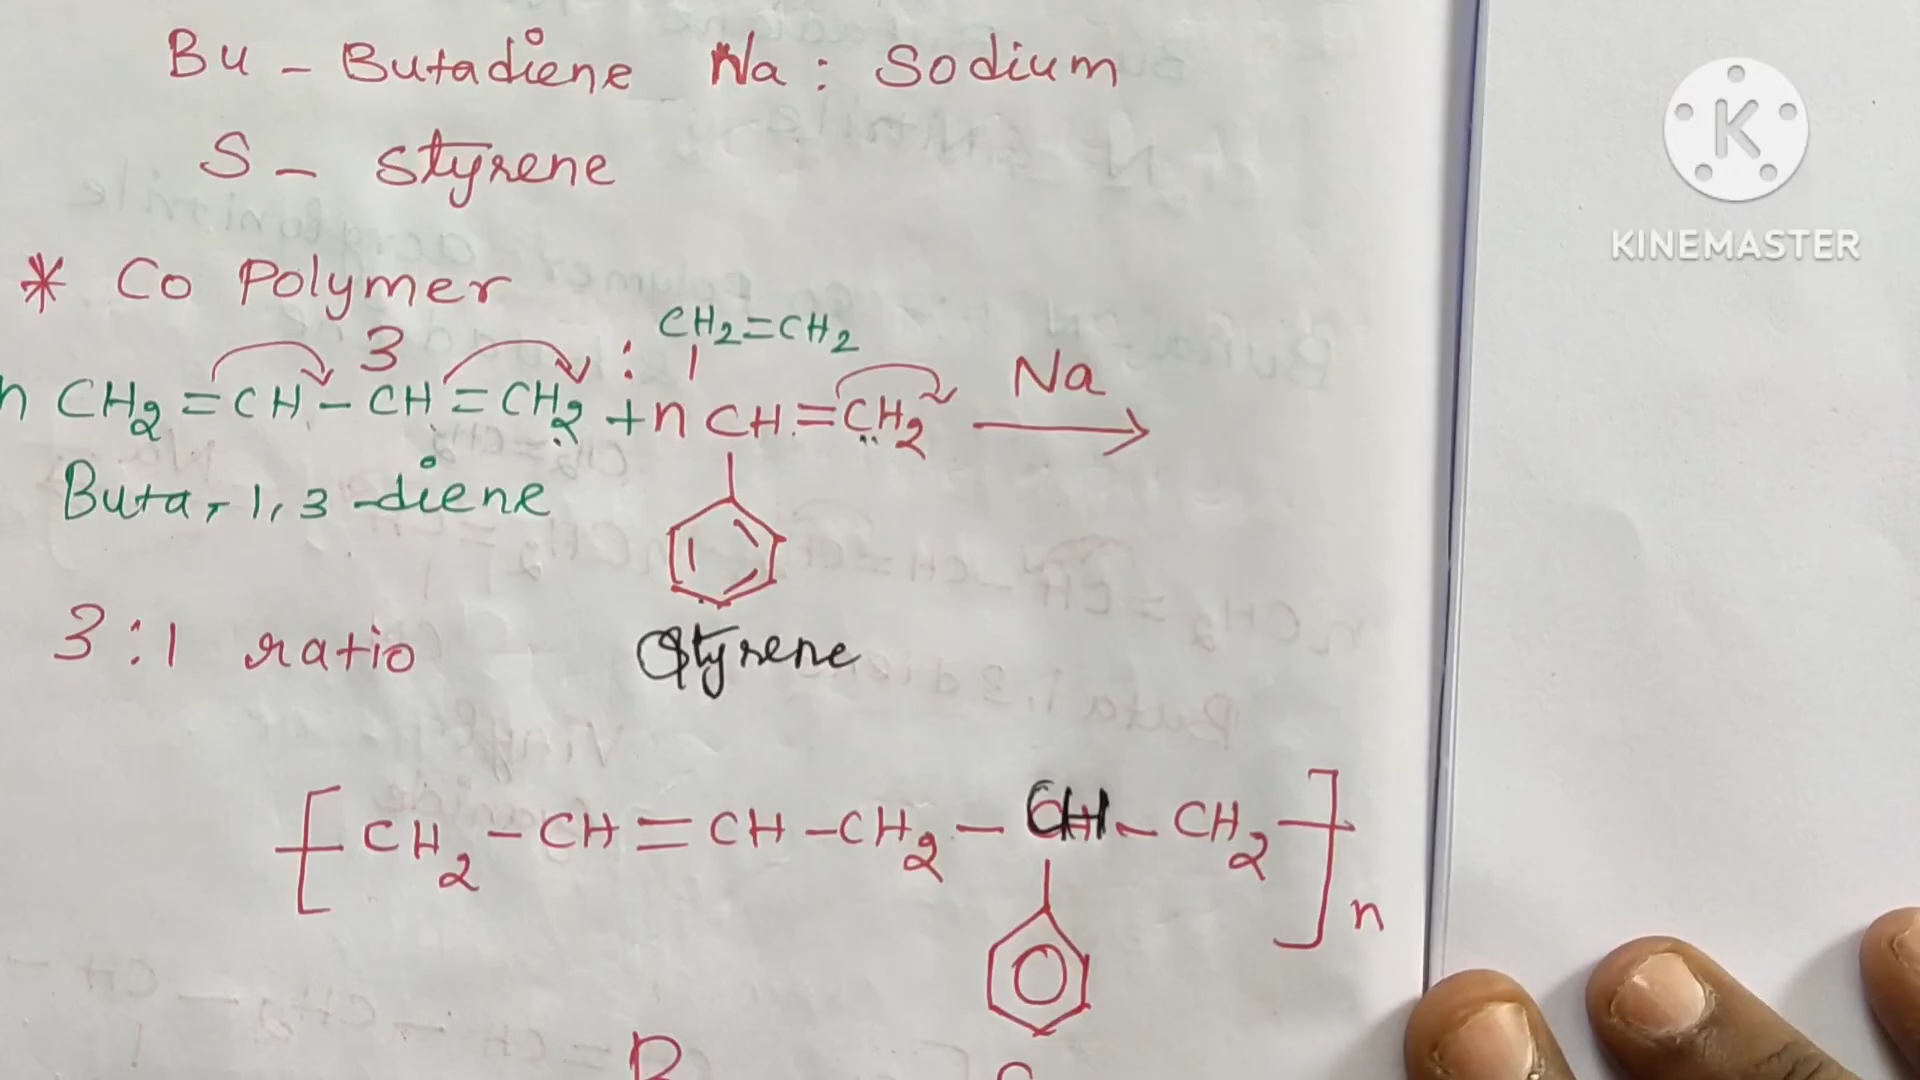 Bu - Butadiene Na : Sodium
S - Styrene
* Co Polymer
3 : 1
CH2=CH2
n CH2=CH-CH=CH2 + n CH=CH2 Na →
Buta-1,3-diene
3:1 ratio
Styrene
[CH2-CH=CH-CH2-CH-CH2]n
K
KINEMASTER